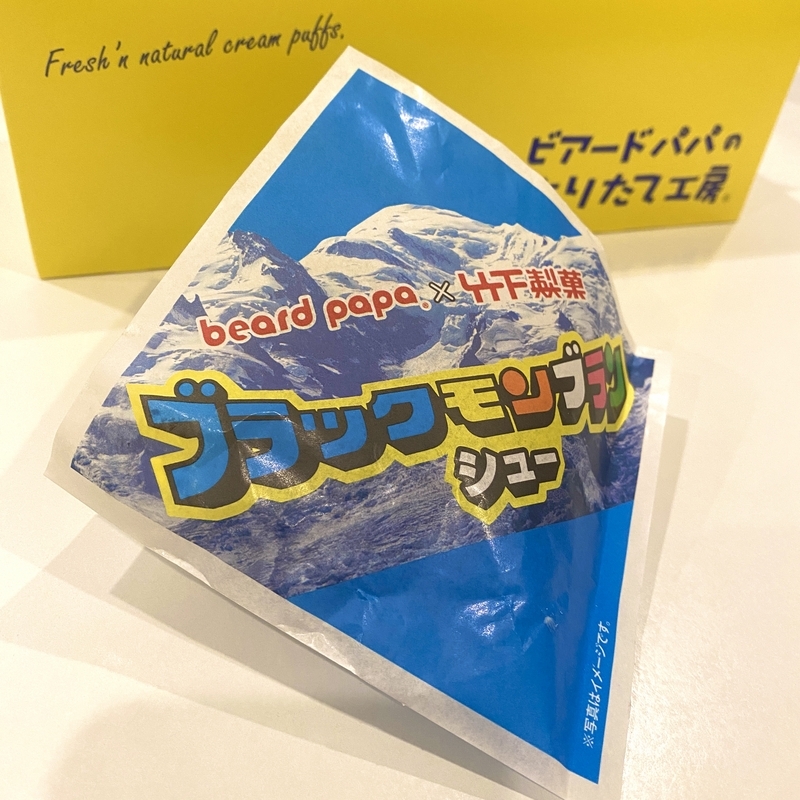 Fresh'n natural cream puffs.
ビアードパパの
りたて工房®
beard papa®×竹下製菓
ブラックモンブラン
シュー
※写真はイメージです。